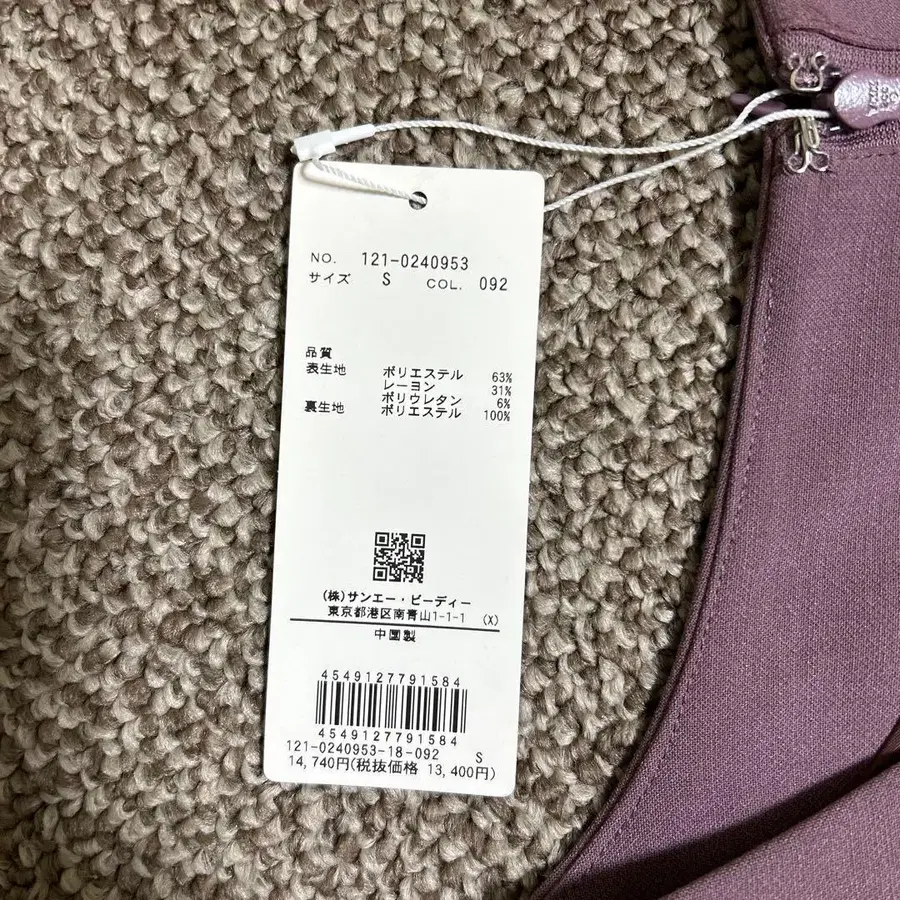 NO. 121-0240953
サイズ S COL. 092
品質
表生地 ポリエステル 63%
レーヨン 31%
ポリウレタン 6%
裏生地 ポリエステル 100%
(株)サンエー・ビーディー
東京都港区南青山1-1-1 (X)
中国製
4549127791584
4549127791584
121-0240953-18-092 S
14,740円(税抜価格 13,400円)